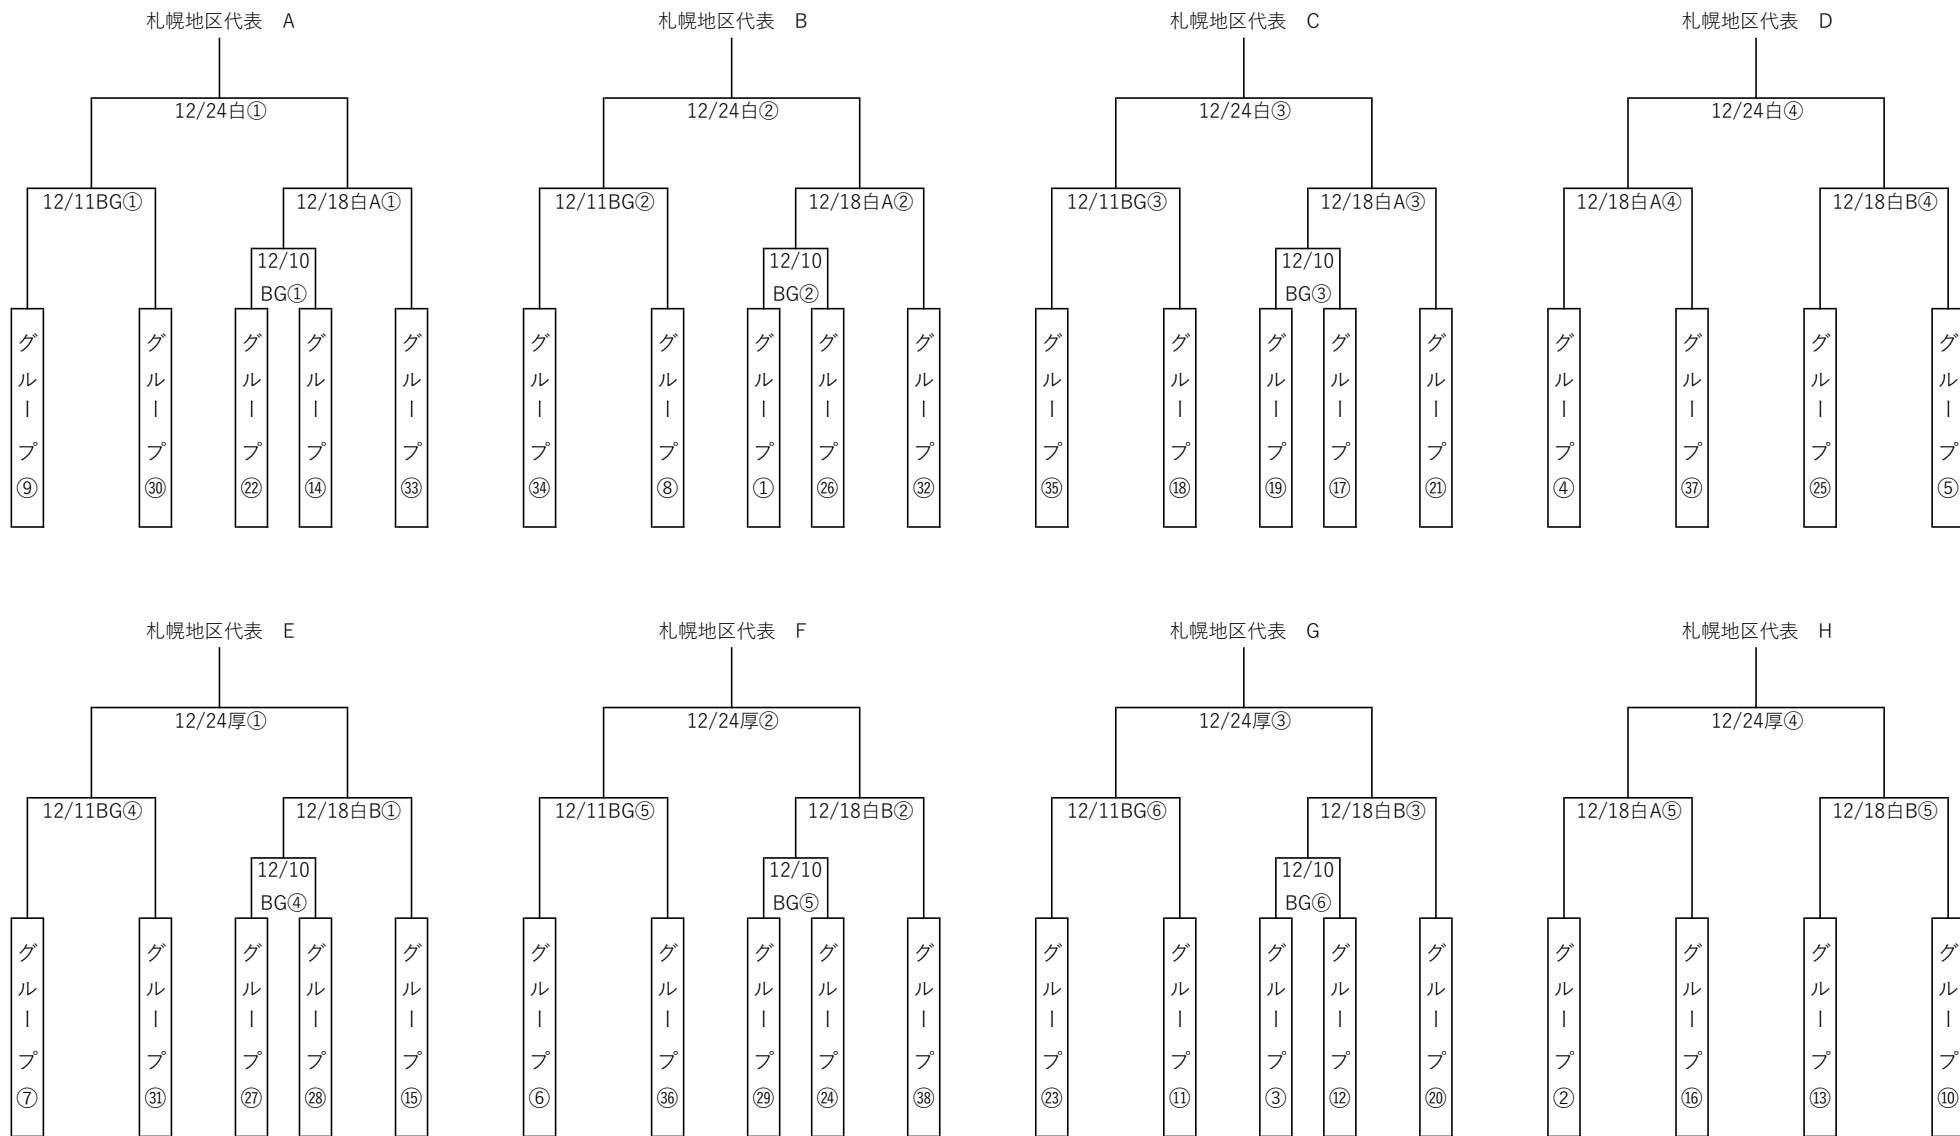 札幌地区代表　A
札幌地区代表　B
札幌地区代表　C
札幌地区代表　D
12/24白①
12/24白②
12/24白③
12/24白④
12/11BG①
12/18白A①
12/11BG②
12/18白A②
12/11BG③
12/18白A③
12/18白A④
12/18白B④
12/10
BG①
12/10
BG②
12/10
BG③
グループ⑨
グループ㉚
グループ㉒
グループ⑭
グループ㉝
グループ㉞
グループ⑧
グループ①
グループ㉖
グループ㉜
グループ㉟
グループ⑱
グループ⑲
グループ⑰
グループ㉑
グループ④
グループ㊲
グループ㉕
グループ⑤
札幌地区代表　E
札幌地区代表　F
札幌地区代表　G
札幌地区代表　H
12/24厚①
12/24厚②
12/24厚③
12/24厚④
12/11BG④
12/18白B①
12/11BG⑤
12/18白B②
12/11BG⑥
12/18白B③
12/18白A⑤
12/18白B⑤
12/10
BG④
12/10
BG⑤
12/10
BG⑥
グループ⑦
グループ㉛
グループ㉗
グループ㉘
グループ⑮
グループ⑥
グループ㊱
グループ㉙
グループ㉔
グループ㊳
グループ㉓
グループ⑪
グループ③
グループ⑫
グループ⑳
グループ②
グループ⑯
グループ⑬
グループ⑩